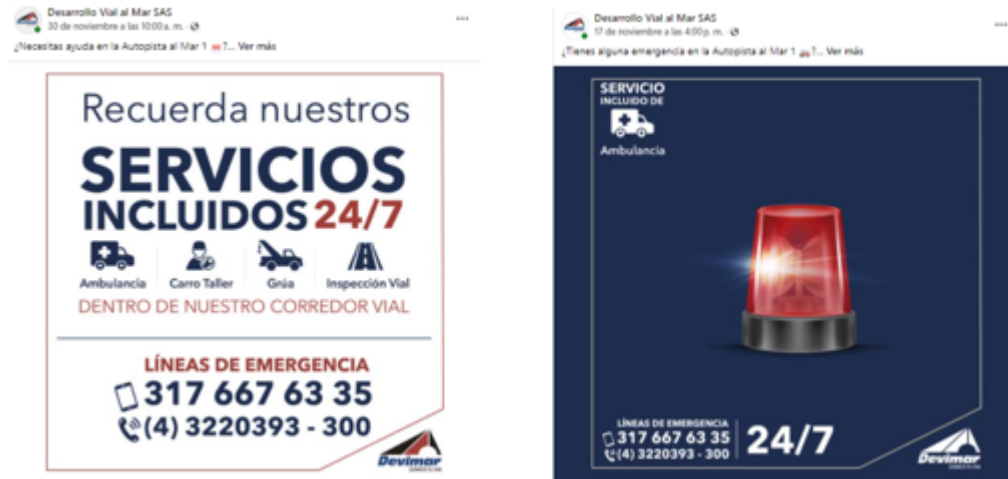 Desarrollo Vial al Mar SAS
30 de noviembre a las 10:00 a. m.
¿Necesitas ayuda en la Autopista al Mar 1 ?... Ver más
Recuerda nuestros
SERVICIOS
INCLUIDOS 24/7
Ambulancia Carro Taller Grúa Inspección Vial
DENTRO DE NUESTRO CORREDOR VIAL
LÍNEAS DE EMERGENCIA
317 667 63 35
(4) 3220393 - 300
Devimar
Desarrollo Vial al Mar SAS
17 de noviembre a las 4:00 p. m.
¿Tienes alguna emergencia en la Autopista al Mar 1 ?... Ver más
SERVICIO
INCLUIDO DE
Ambulancia
LÍNEAS DE EMERGENCIA
317 667 63 35
(4) 3220393 - 300
24/7
Devimar